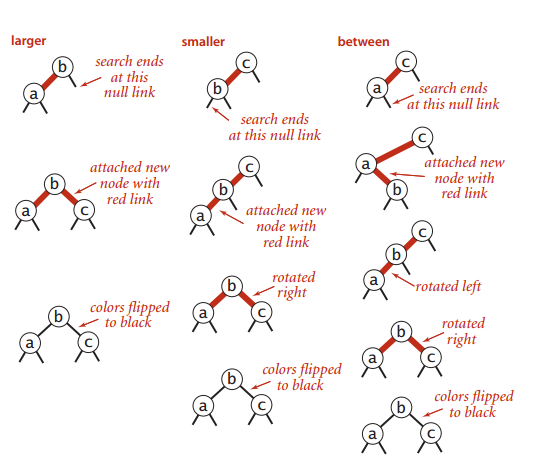 larger
b
a
search ends
at this
null link
attached new
node with
red link
b
a
c
colors flipped
to black
b
a
c
smaller
c
b
search ends
at this null link
c
b
a
attached new
node with
red link
rotated
right
b
a
c
colors flipped
to black
b
a
c
between
c
a
search ends
at this null link
c
a
b
attached new
node with
red link
c
b
a
rotated left
rotated
right
b
a
c
colors flipped
to black
b
a
c